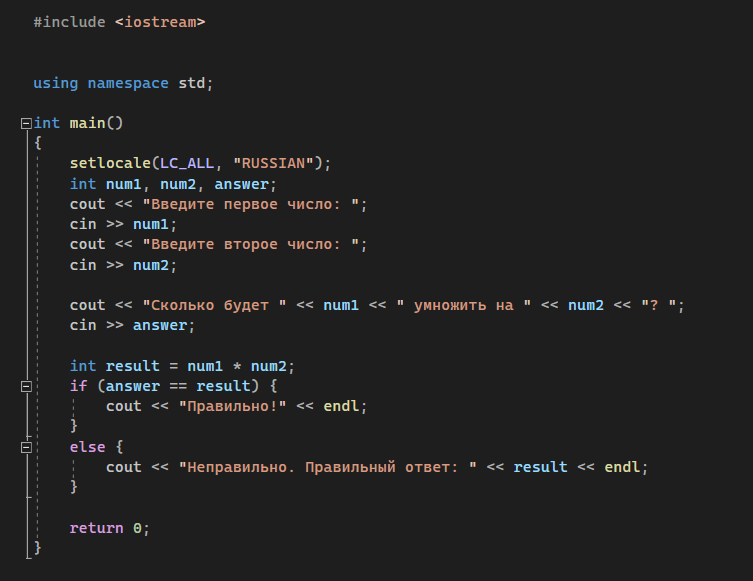 #include <iostream>
using namespace std;
int main()
{
setlocale(LC_ALL, "RUSSIAN");
int num1, num2, answer;
cout << "Введите первое число: ";
cin >> num1;
cout << "Введите второе число: ";
cin >> num2;
cout << "Сколько будет " << num1 << " умножить на " << num2 << "? ";
cin >> answer;
int result = num1 * num2;
if (answer == result) {
cout << "Правильно!" << endl;
}
else {
cout << "Неправильно. Правильный ответ: " << result << endl;
}
return 0;
}